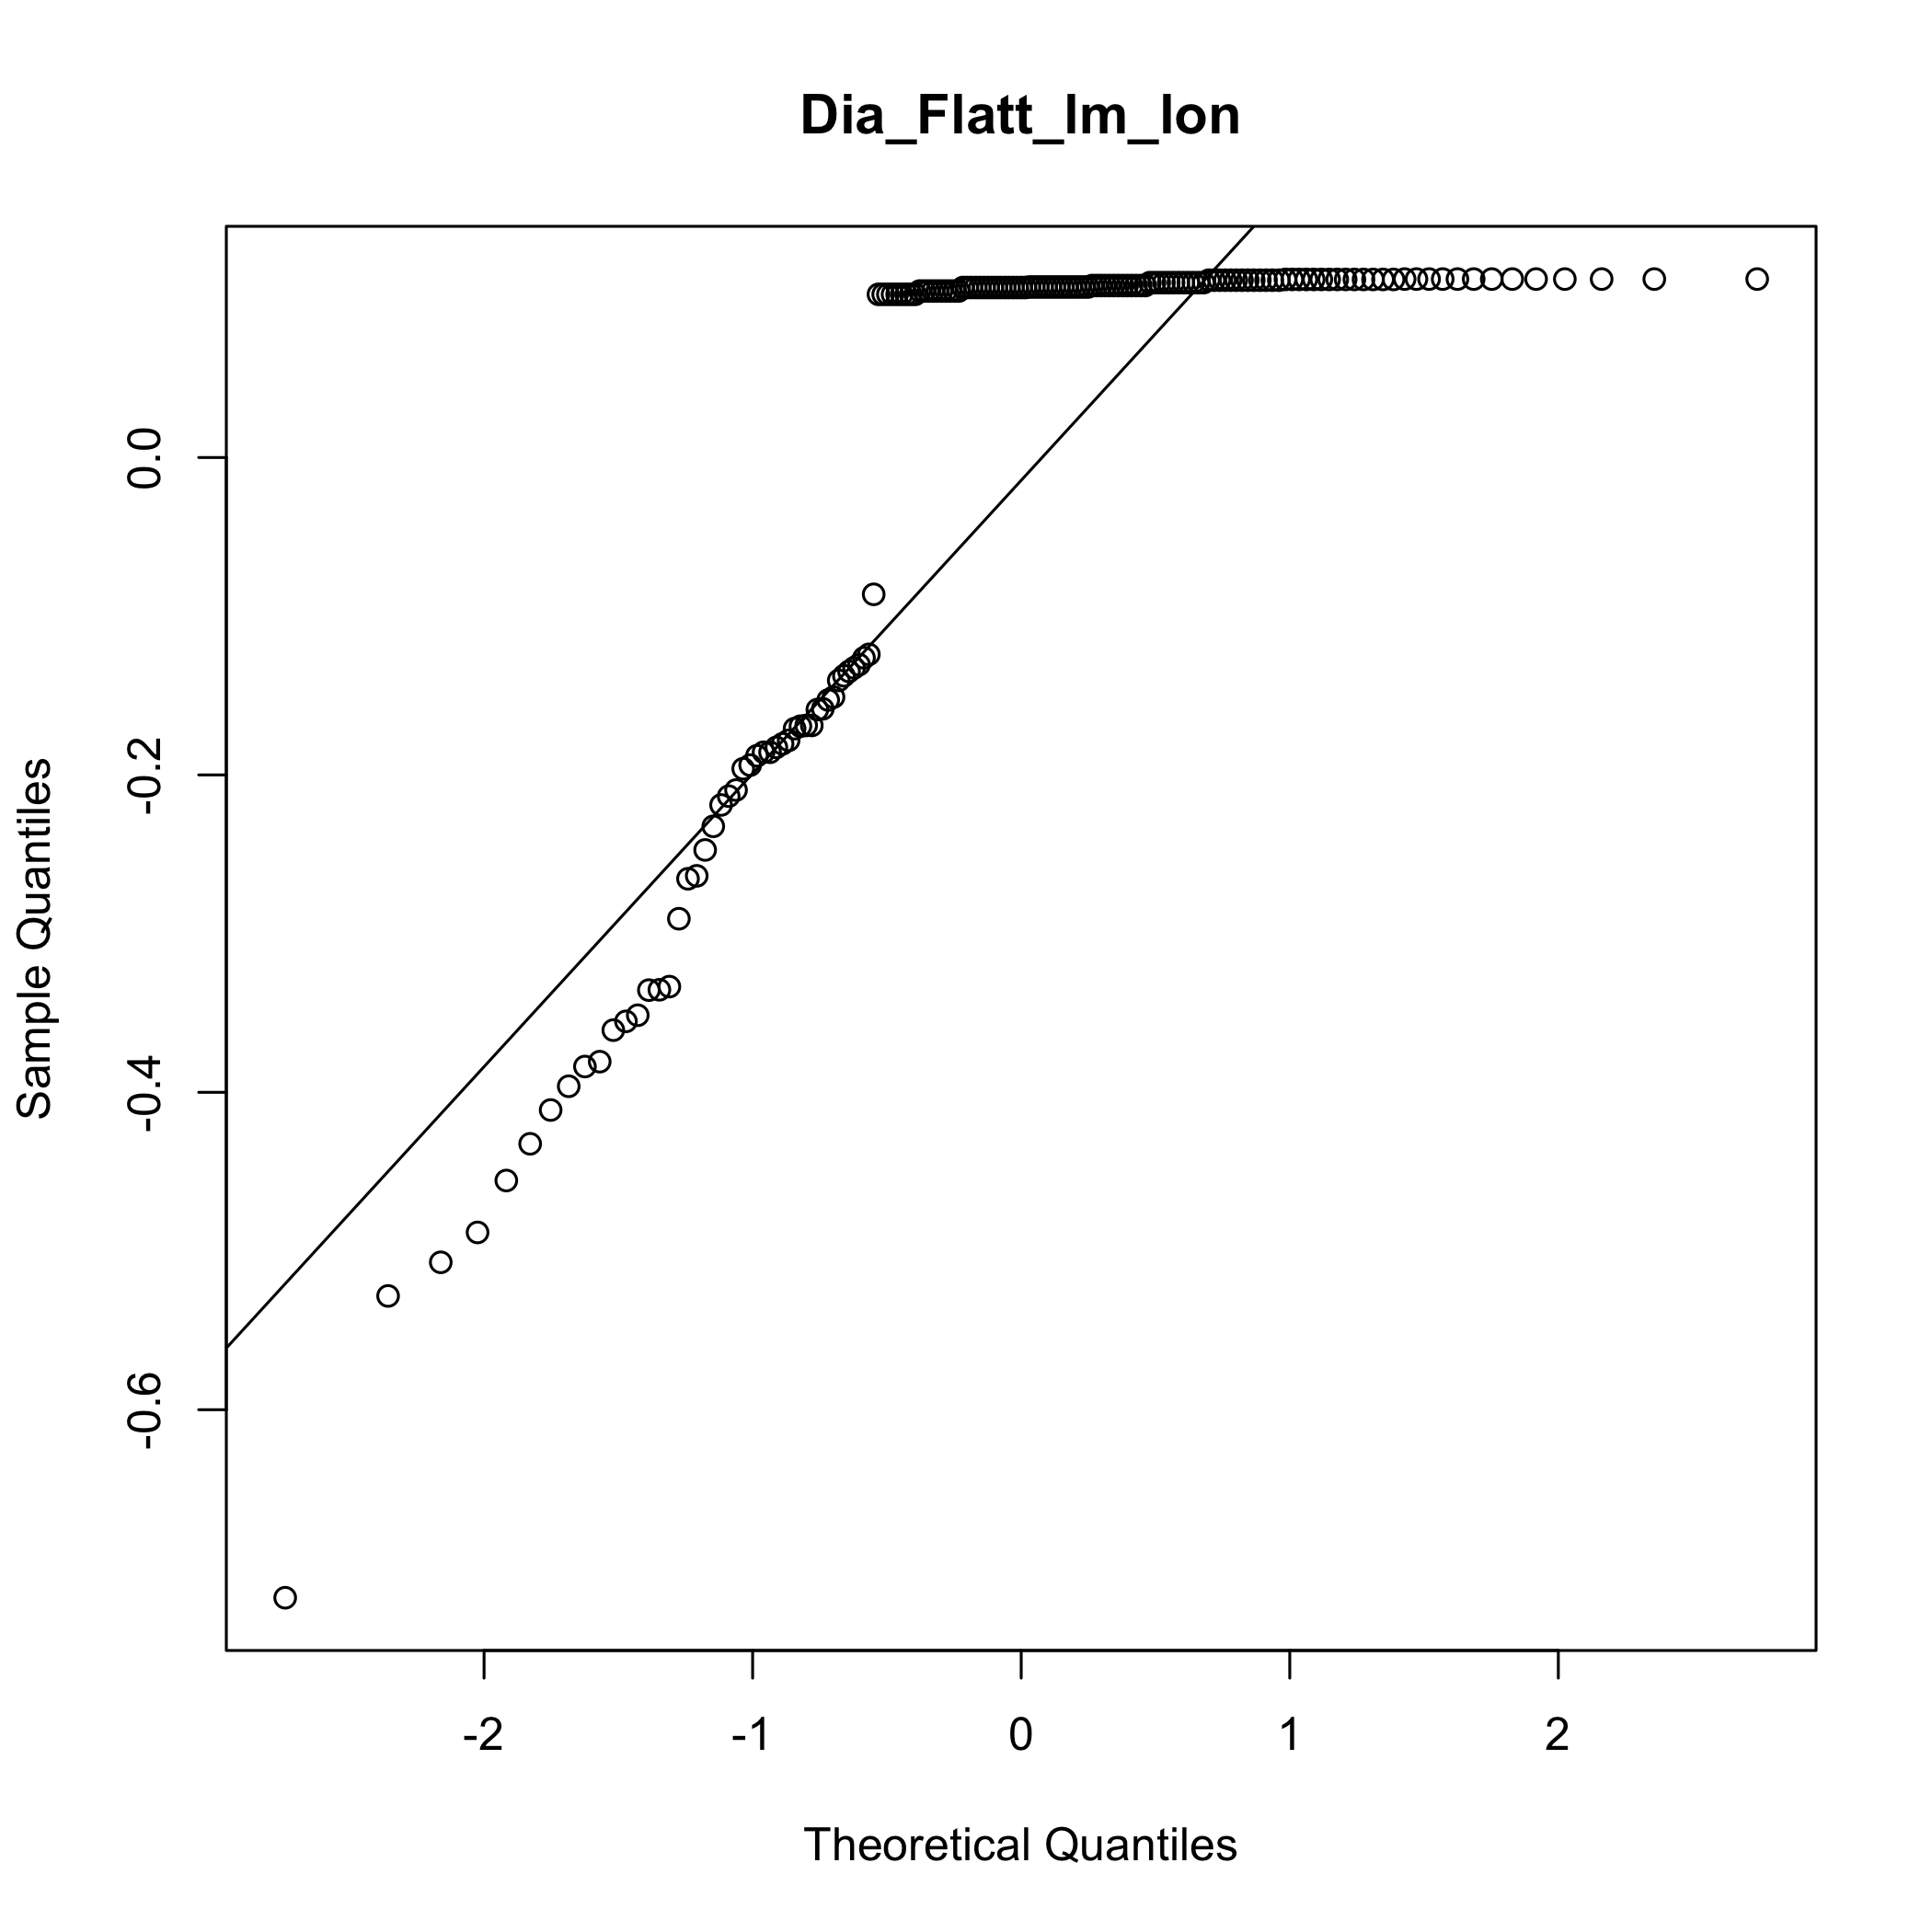 Dia_Flatt_lm_lon
Sample Quantiles
0.0
-0.2
-0.4
-0.6
-2 -1 0 1 2
Theoretical Quantiles